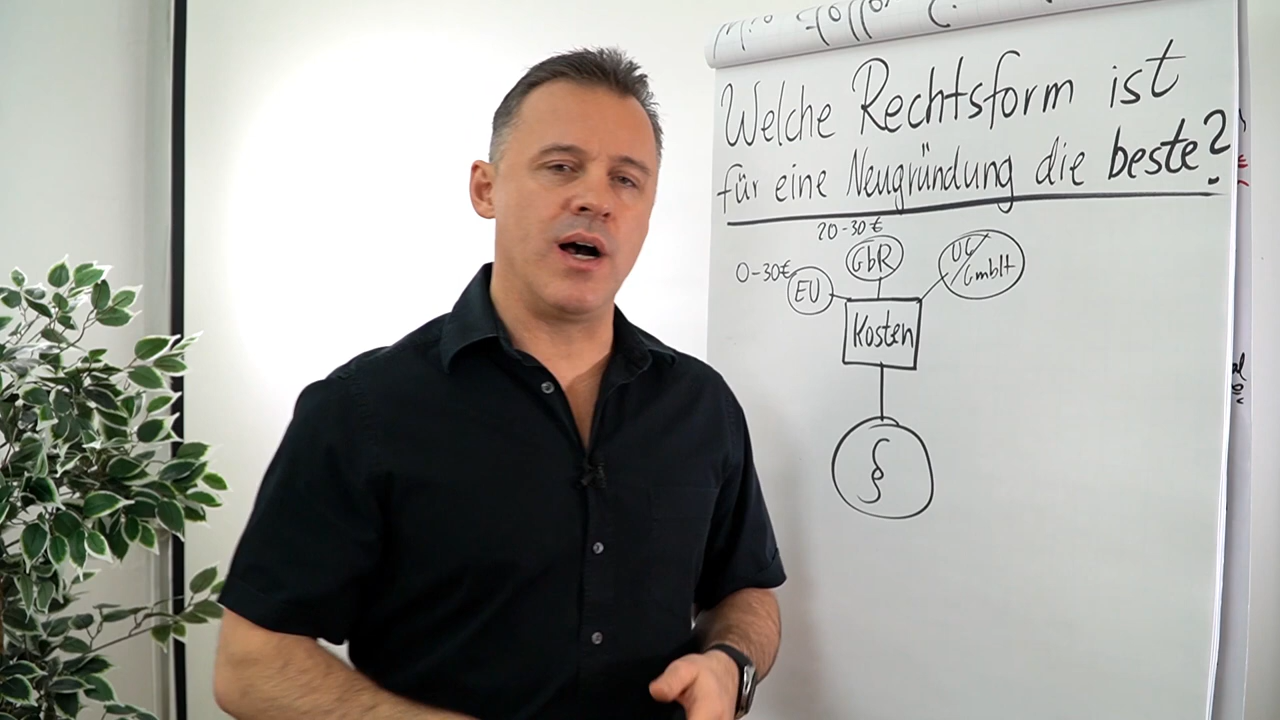 Welche Rechtsform ist
für eine Neugründung die beste?
20-30€
0-30€
EU
GbR
UG/GmbH
Kosten
§